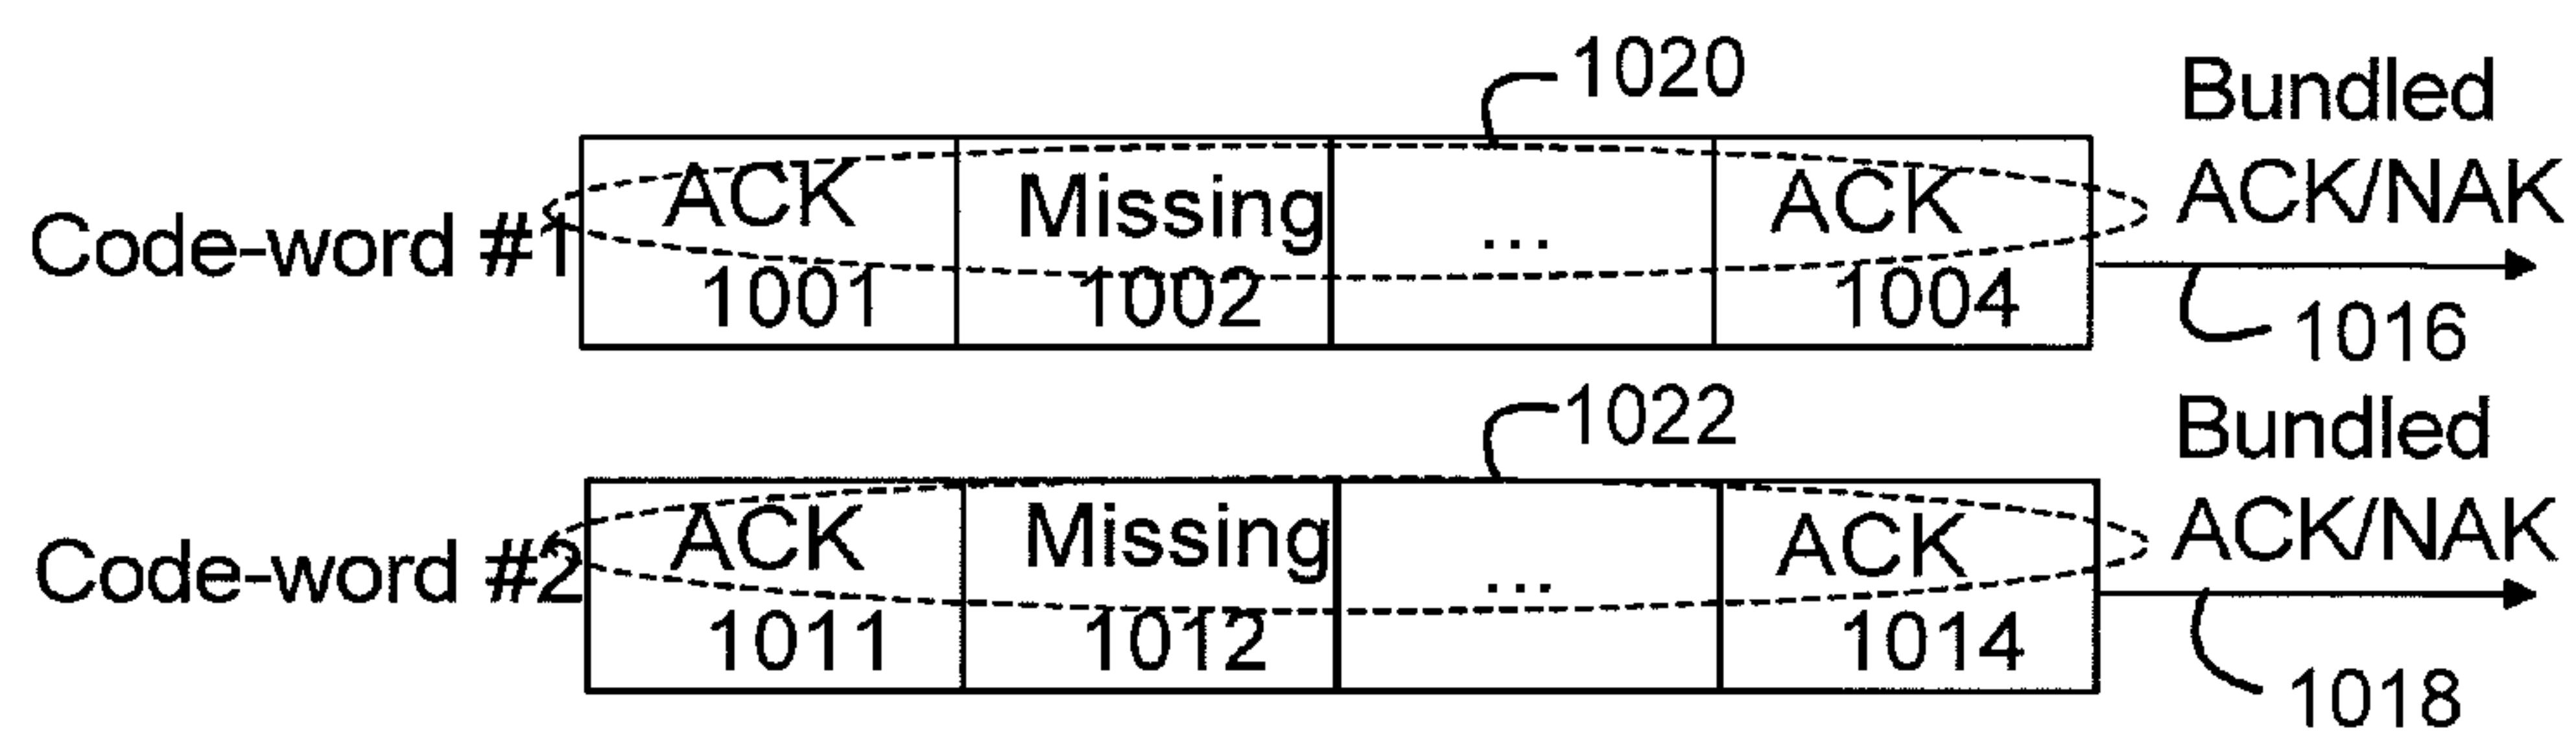 1020
Bundled
ACK/NAK
Code-word #1
ACK
Missing
...
ACK
1001
1002
1004
1016
1022
Bundled
ACK/NAK
Code-word #2
ACK
Missing
...
ACK
1011
1012
1014
1018